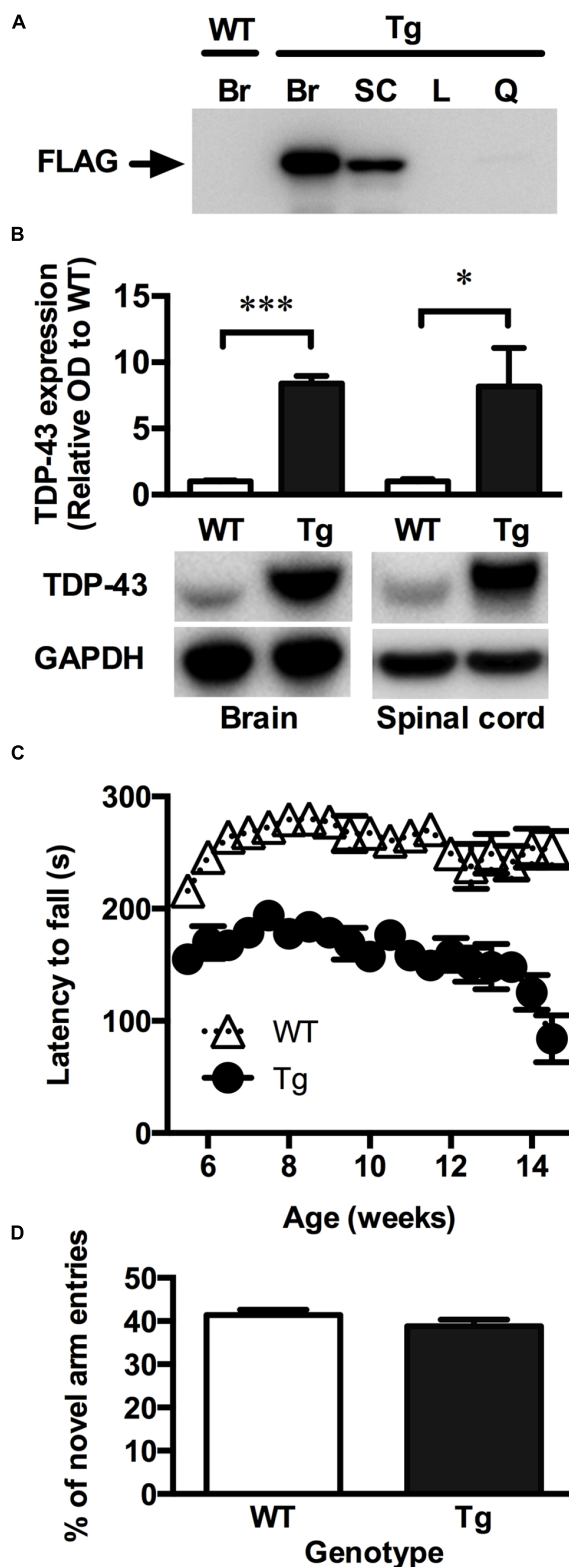 A
WT Tg
Br Br SC L Q
FLAG
B
TDP-43 expression
(Relative OD to WT)
15
10
5
0
*** *
WT Tg WT Tg
TDP-43
GAPDH
Brain Spinal cord
C
Latency to fall (s)
300
200
100
0
WT
Tg
6 8 10 12 14
Age (weeks)
D
% of novel arm entries
50
40
30
20
10
0
WT Tg
Genotype